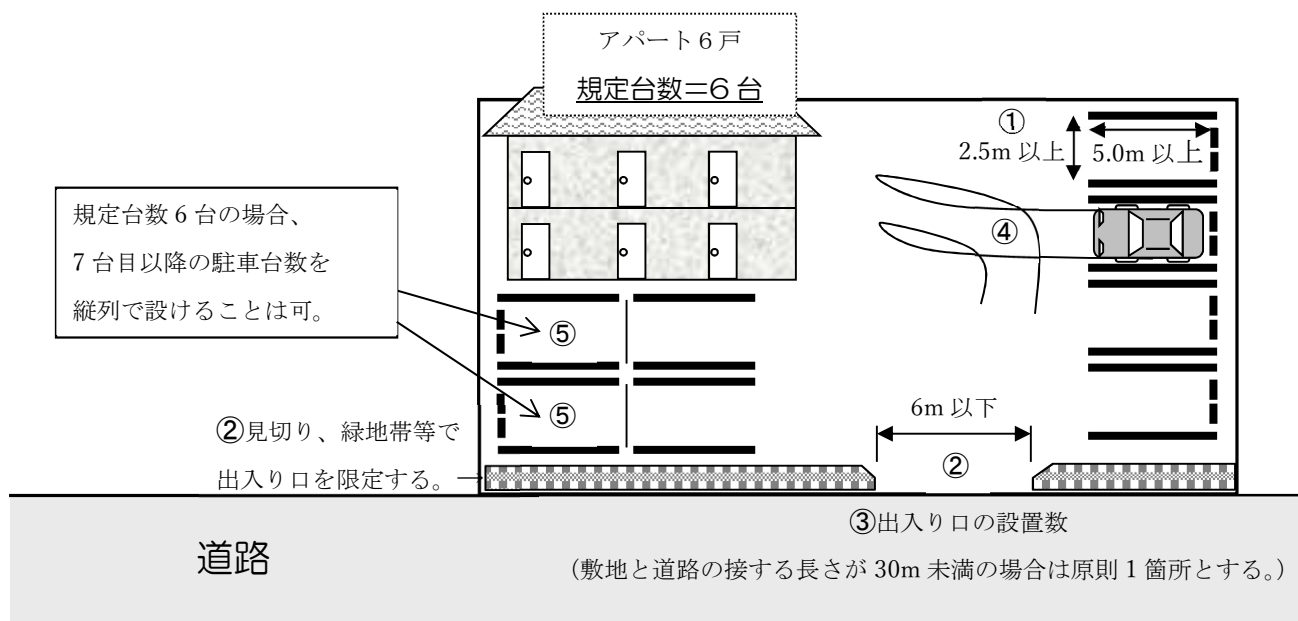 アパート6戸
規定台数＝6台
①
2.5m 以上
5.0m 以上
規定台数 6 台の場合、
7 台目以降の駐車台数を
縦列で設けることは可。
④
⑤
⑤
6m 以下
②見切り、緑地帯等で
出入り口を限定する。
②
③出入り口の設置数
道路
（敷地と道路の接する長さが 30m 未満の場合は原則 1 箇所とする。）